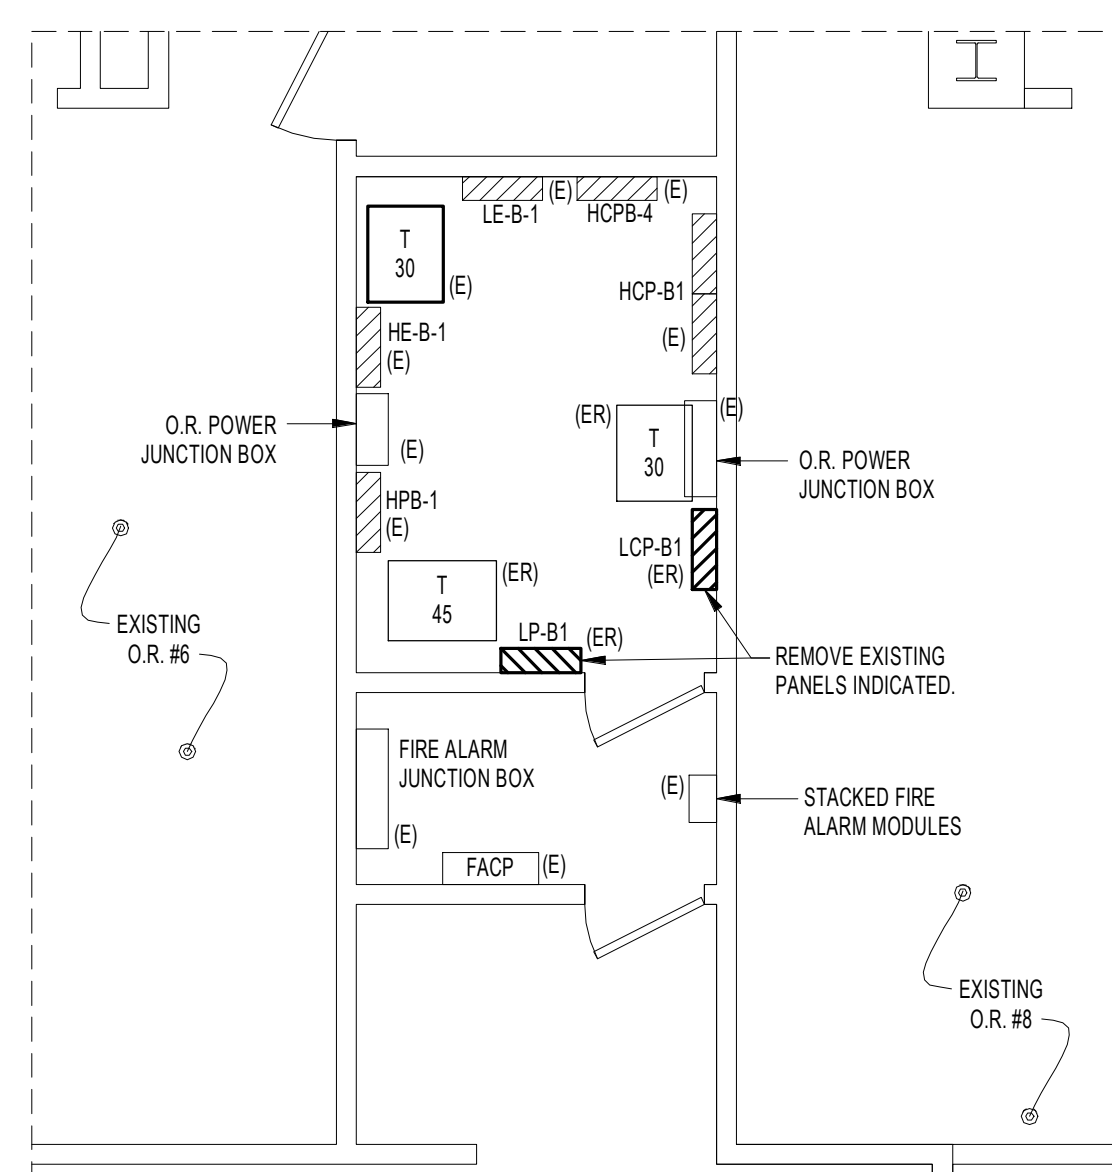 LE-B-1
(E)
HCPB-4
(E)
T
30
(E)
HCP-B1
(E)
HE-B-1
(E)
O.R. POWER
JUNCTION BOX
(E)
(ER)
T
30
(E)
O.R. POWER
JUNCTION BOX
HPB-1
(E)
LCP-B1
(ER)
T
45
(ER)
LP-B1
(ER)
EXISTING
O.R. #6
REMOVE EXISTING
PANELS INDICATED.
FIRE ALARM
JUNCTION BOX
(E)
(E)
STACKED FIRE
ALARM MODULES
FACP
(E)
EXISTING
O.R. #8